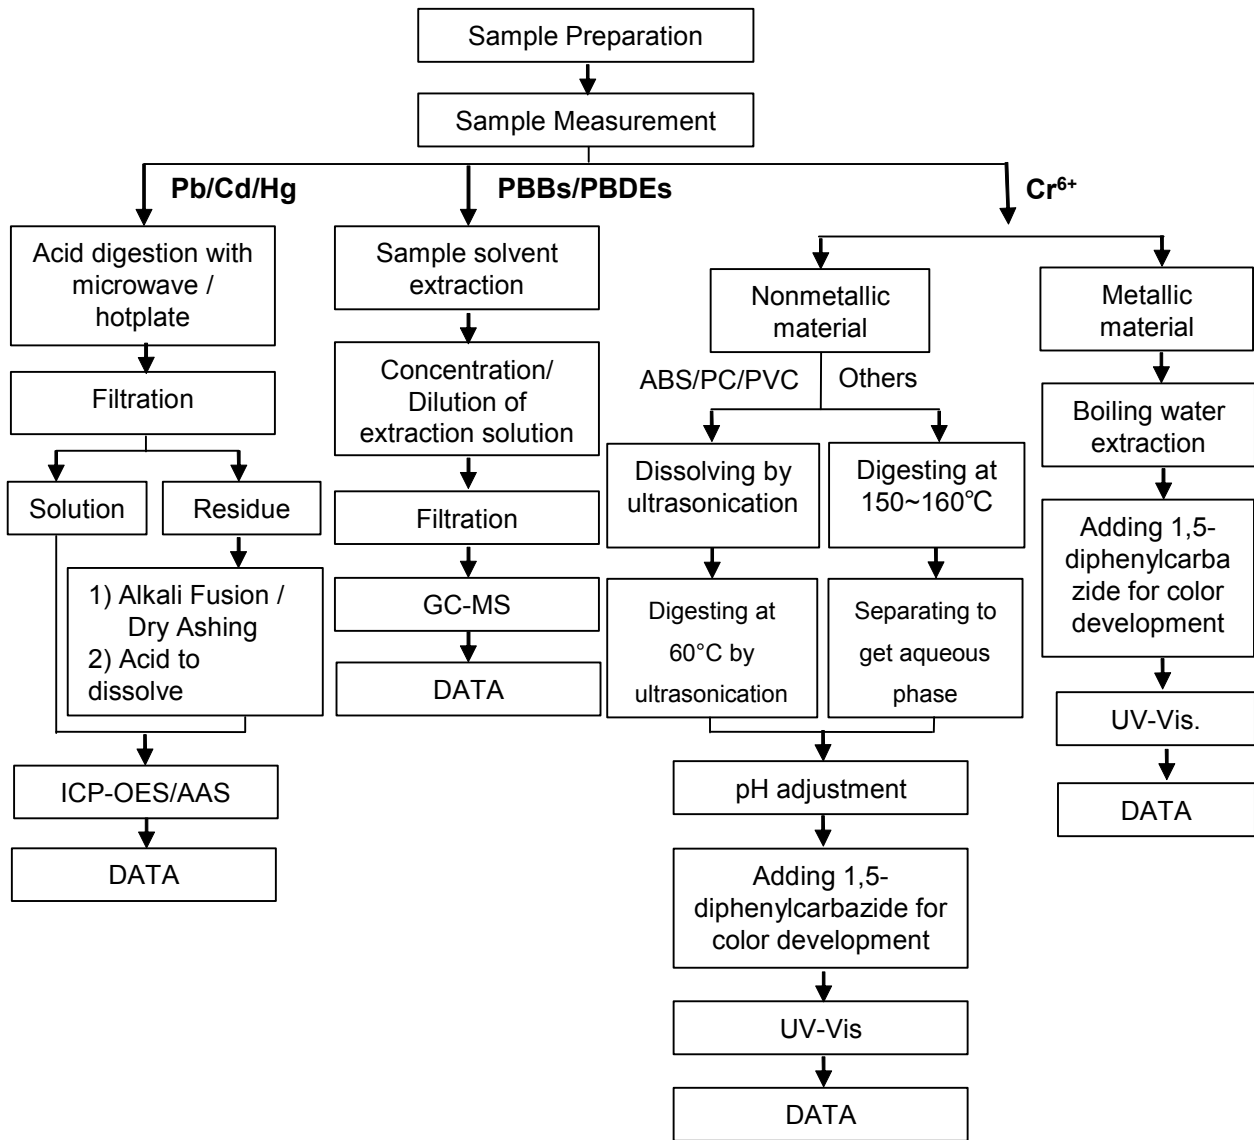 Sample Preparation
Sample Measurement
Pb/Cd/Hg
PBBs/PBDEs
Cr⁶⁺
Acid digestion with
microwave /
hotplate
Filtration
Solution
Residue
1) Alkali Fusion /
Dry Ashing
2) Acid to
dissolve
ICP-OES/AAS
DATA
Sample solvent
extraction
Concentration/
Dilution of
extraction solution
Filtration
GC-MS
DATA
Nonmetallic
material
ABS/PC/PVC
Others
Dissolving by
ultrasonication
Digesting at
60°C by
ultrasonication
Digesting at
150~160℃
Separating to
get aqueous
phase
pH adjustment
Adding 1,5-
diphenylcarbazide for
color development
UV-Vis
DATA
Metallic
material
Boiling water
extraction
Adding 1,5-
diphenylcarba
zide for color
development
UV-Vis.
DATA